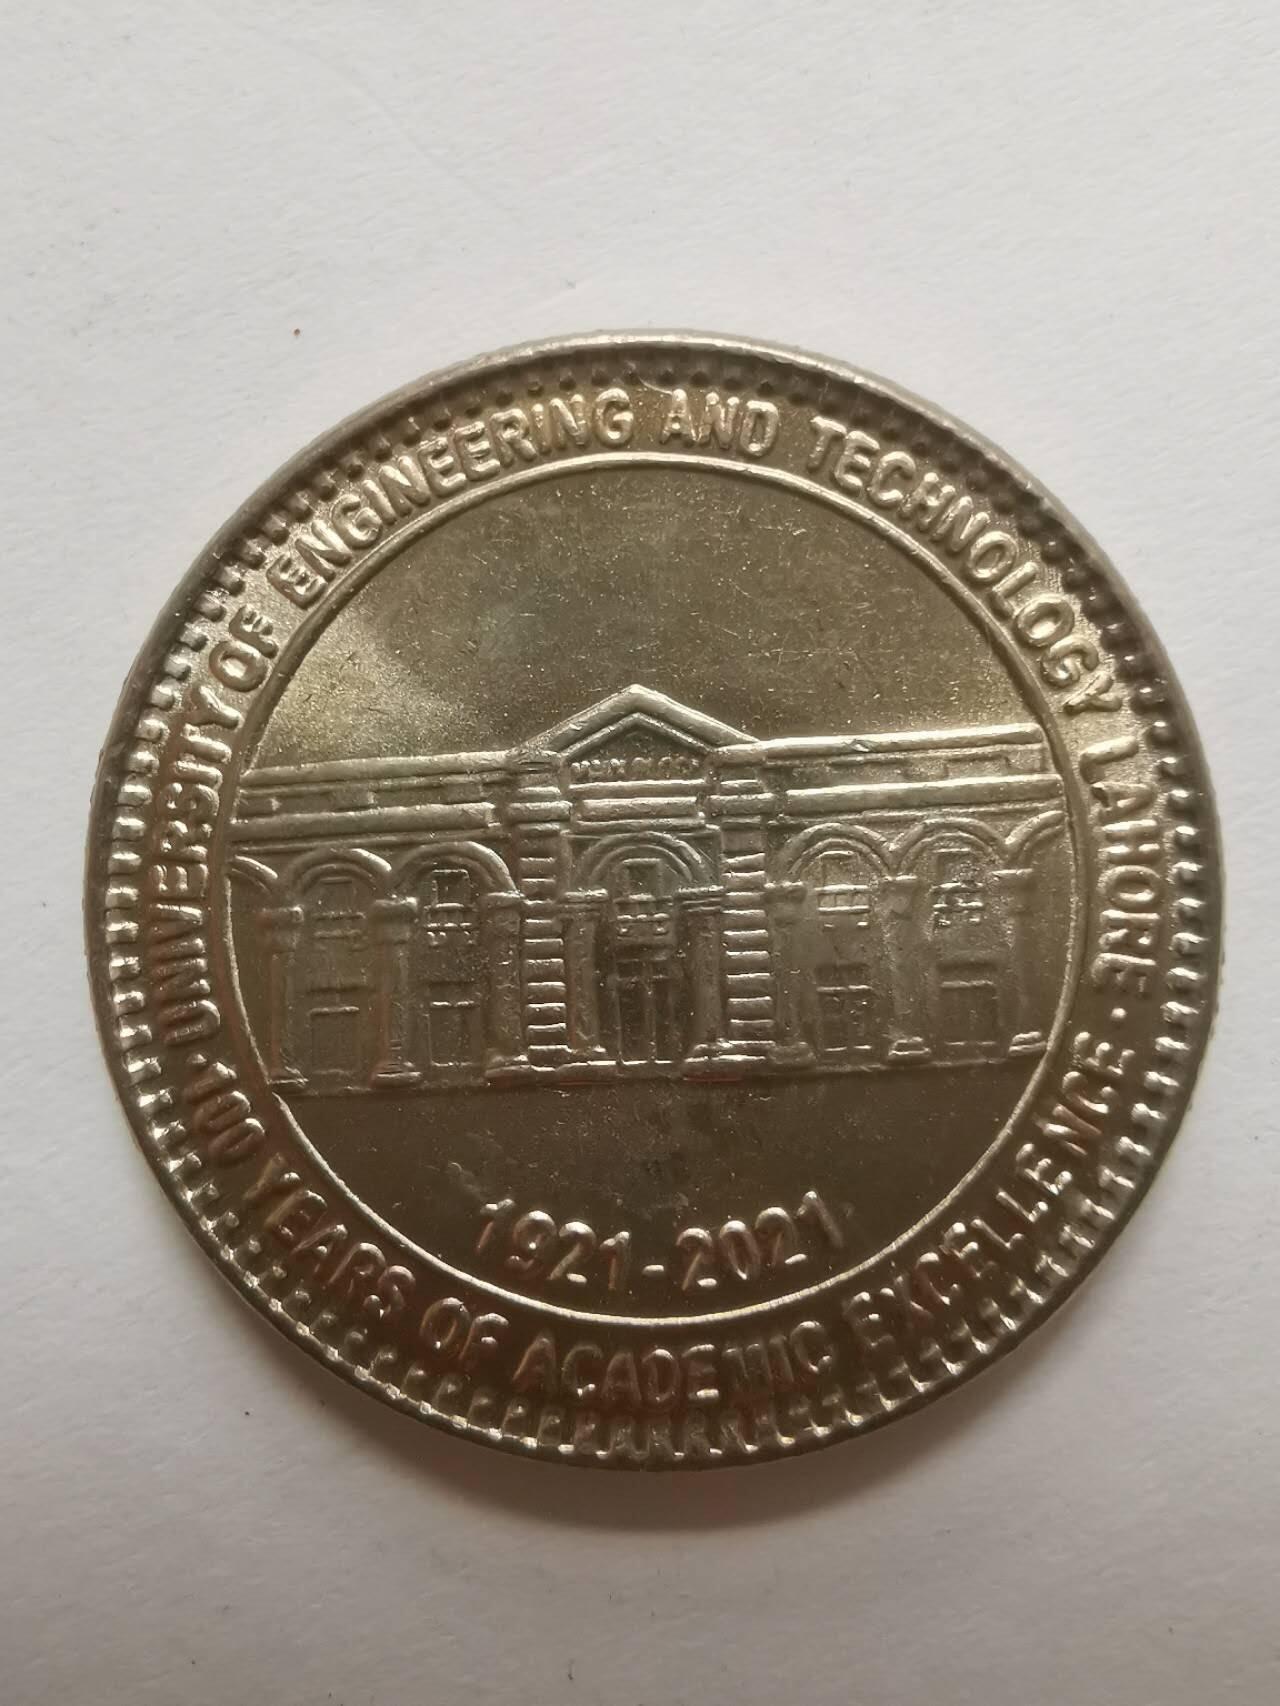 UNIVERSITY OF ENGINEERING AND TECHNOLOGY LAHORE
· 100 YEARS OF ACADEMIC EXCELLENCE ·
1921-2021